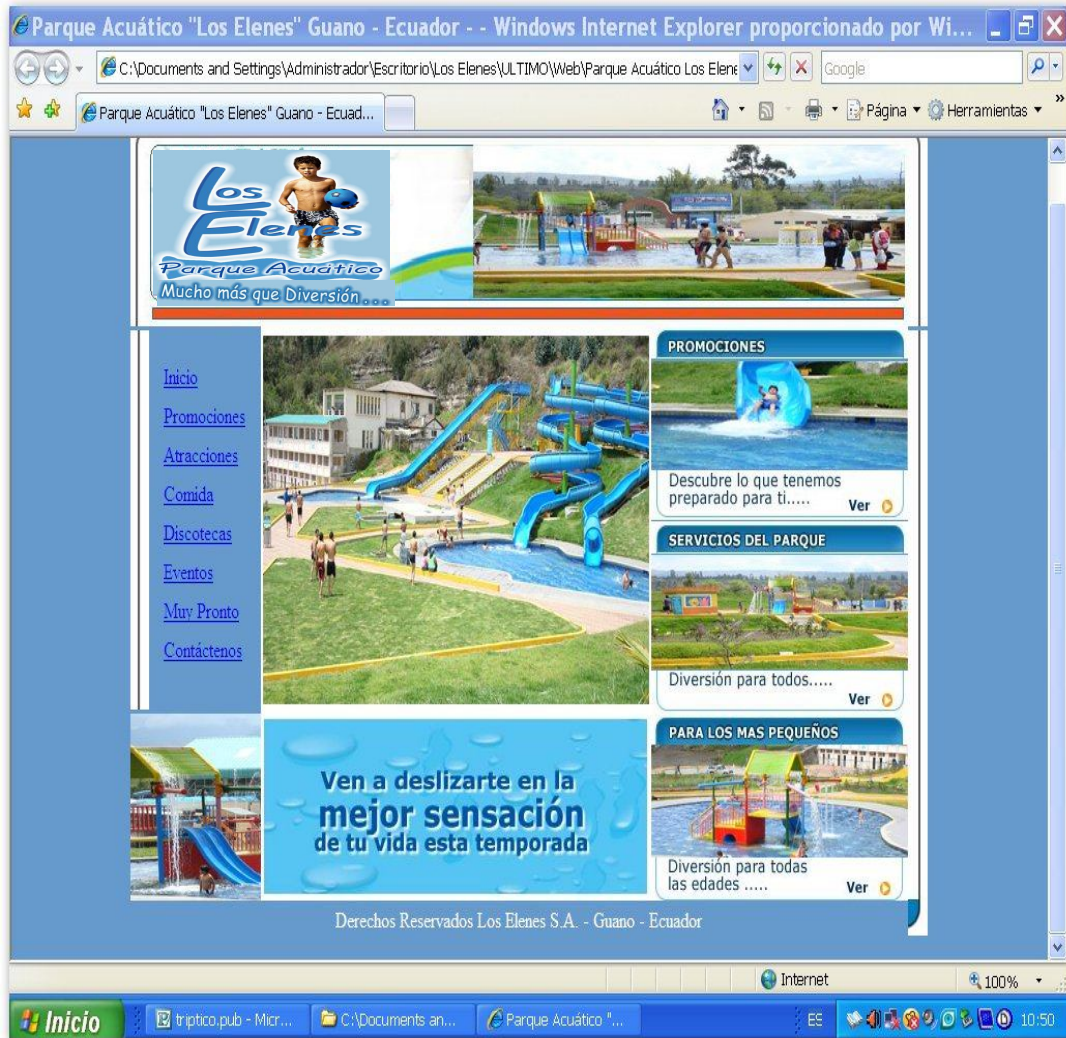 Parque Acuático "Los Elenes" Guano - Ecuador - - Windows Internet Explorer proporcionado por Wi...
C:\Documents and Settings\Administrador\Escritorio\Los Elenes\ULTIMO\Web\Parque Acuático Los Elene
Google
Parque Acuático "Los Elenes" Guano - Ecuad...
Página
Herramientas
»
Los
Elenes
Parque Acuático
Mucho más que Diversión . . .
Inicio
Promociones
Atracciones
Comida
Discotecas
Eventos
Muy Pronto
Contáctenos
PROMOCIONES
Descubre lo que tenemos
preparado para ti.....
Ver
SERVICIOS DEL PARQUE
Diversión para todos.....
Ver
PARA LOS MAS PEQUEÑOS
Diversión para todas
las edades .....
Ver
Ven a deslizarte en la
mejor sensación
de tu vida esta temporada
Derechos Reservados Los Elenes S.A. - Guano - Ecuador
Internet
100%
Inicio
triptico.pub - Micr...
C:\Documents an...
Parque Acuático "...
ES
10:50